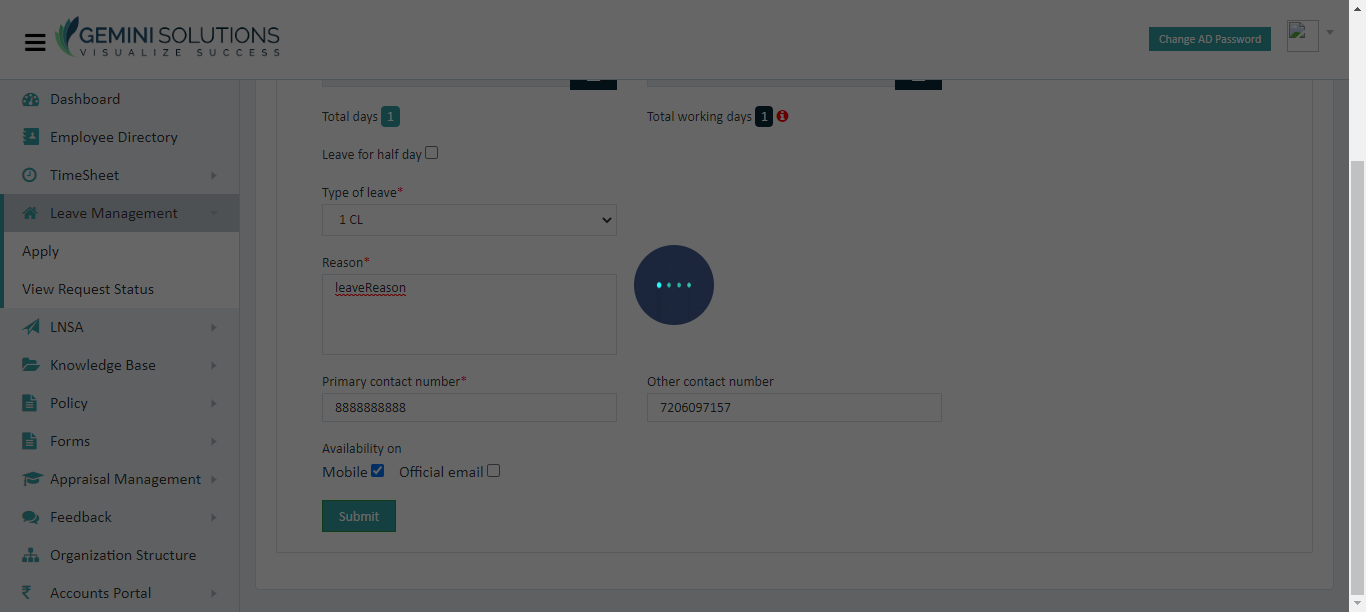 GEMINI SOLUTIONS
VISUALIZE SUCCESS
Change AD Password
Dashboard
Employee Directory
TimeSheet
Leave Management
Apply
View Request Status
LNSA
Knowledge Base
Policy
Forms
Appraisal Management
Feedback
Organization Structure
Accounts Portal
Total days 1
Total working days 1
Leave for half day
Type of leave*
1 CL
Reason*
leaveReason
Primary contact number*
8888888888
Other contact number
7206097157
Availability on
Mobile Official email
Submit